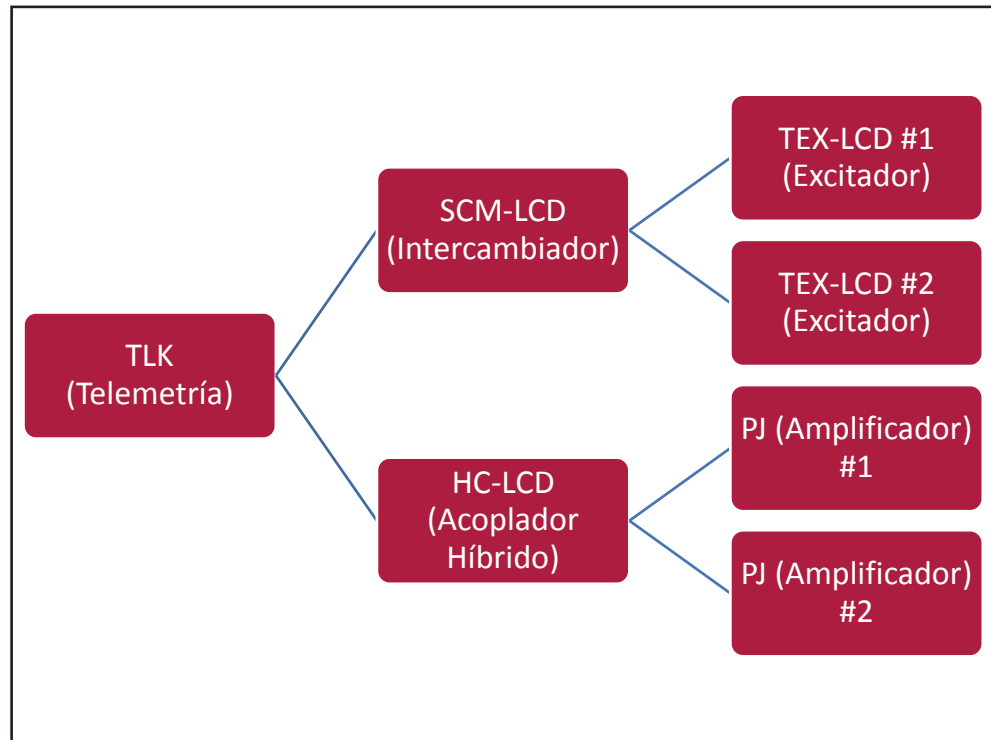 TLK
(Telemetría)
SCM-LCD
(Intercambiador)
HC-LCD
(Acoplador
Híbrido)
TEX-LCD #1
(Excitador)
TEX-LCD #2
(Excitador)
PJ (Amplificador)
#1
PJ (Amplificador)
#2